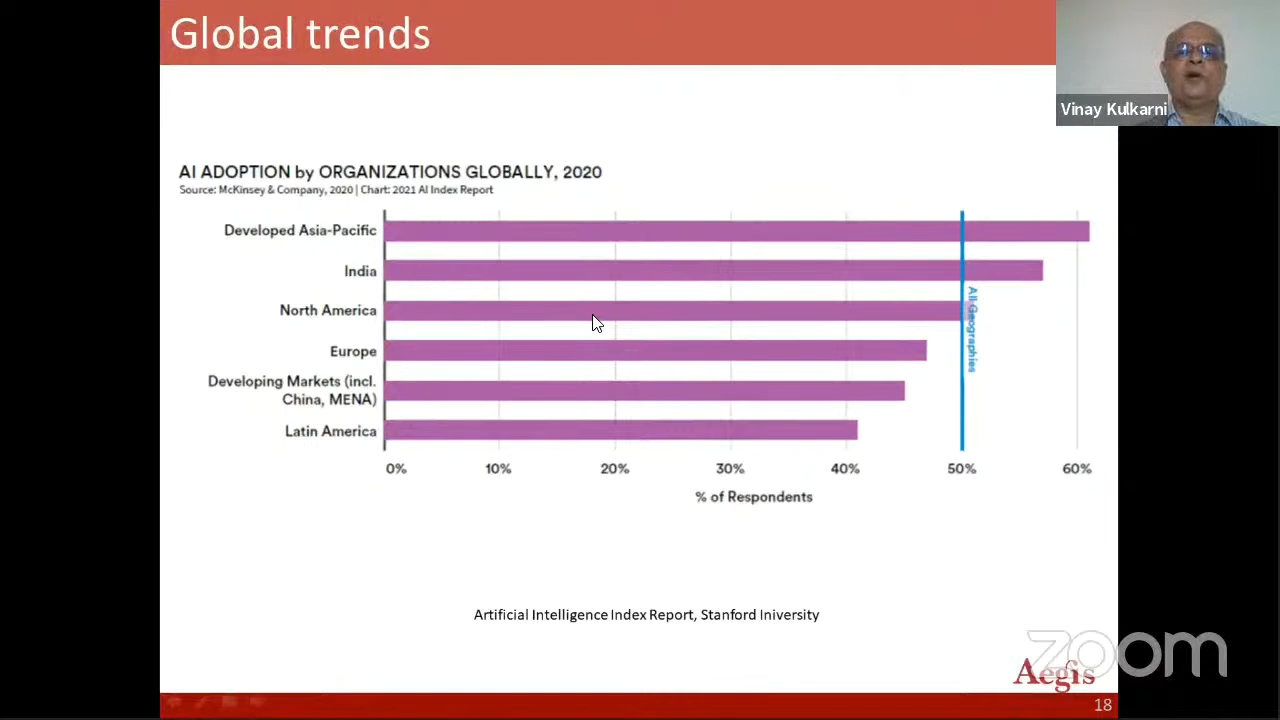 Global trends
Vinay Kulkarni
AI ADOPTION by ORGANIZATIONS GLOBALLY, 2020
Source: McKinsey & Company, 2020 | Chart: 2021 AI Index Report
Developed Asia-Pacific
India
North America
Europe
Developing Markets (incl.
China, MENA)
Latin America
All Geographies
0% 10% 20% 30% 40% 50% 60%
% of Respondents
Artificial Intelligence Index Report, Stanford Iniversity
zoom
Aegis
18